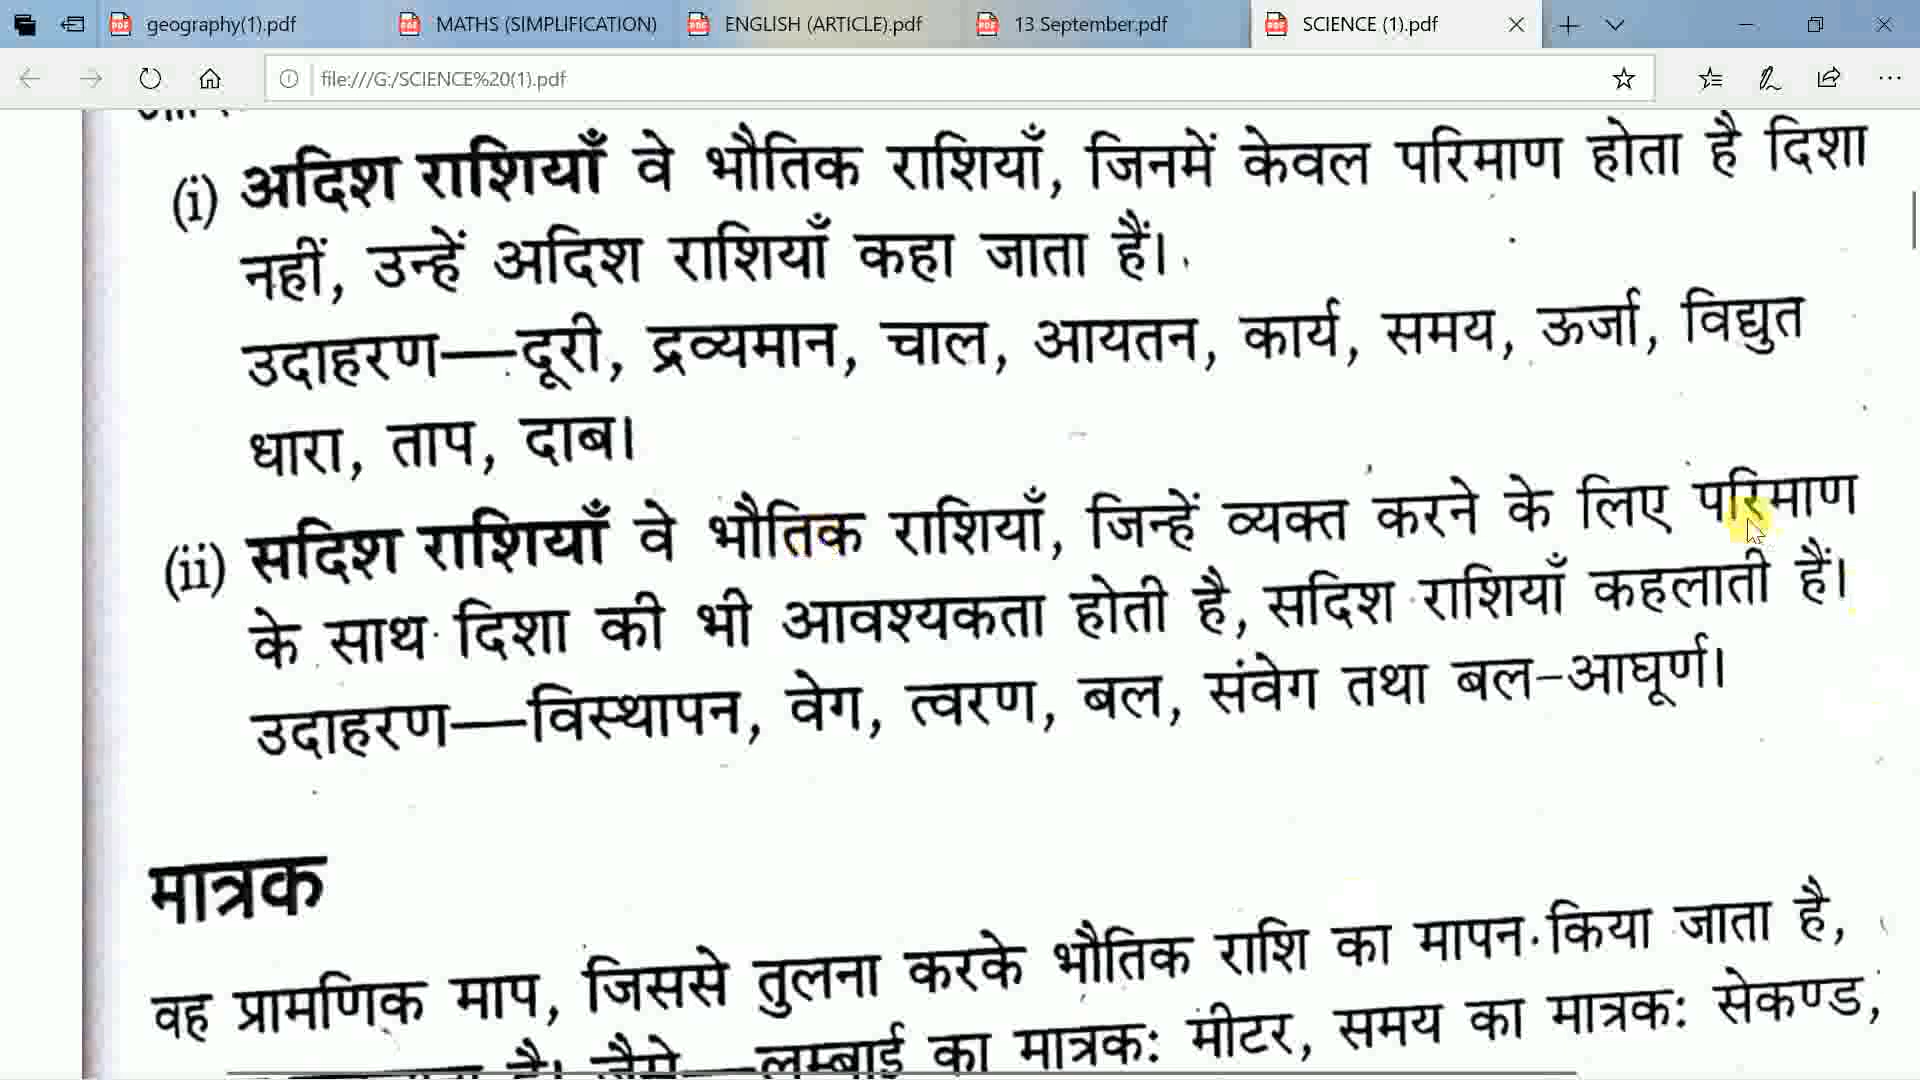 geography(1).pdf
MATHS (SIMPLIFICATION)
ENGLISH (ARTICLE).pdf
13 September.pdf
SCIENCE (1).pdf
file:///G:/SCIENCE%20(1).pdf
(i) अदिश राशियाँ वे भौतिक राशियाँ, जिनमें केवल परिमाण होता है दिशा
नहीं, उन्हें अदिश राशियाँ कहा जाता हैं।
उदाहरण—दूरी, द्रव्यमान, चाल, आयतन, कार्य, समय, ऊर्जा, विद्युत
धारा, ताप, दाब।
(ii) सदिश राशियाँ वे भौतिक राशियाँ, जिन्हें व्यक्त करने के लिए परिमाण
के साथ दिशा की भी आवश्यकता होती है, सदिश राशियाँ कहलाती हैं।
उदाहरण—विस्थापन, वेग, त्वरण, बल, संवेग तथा बल-आघूर्ण।
मात्रक
वह प्रामणिक माप, जिससे तुलना करके भौतिक राशि का मापन किया जाता है,
है। जैसे—लम्बाई का मात्रक: मीटर, समय का मात्रक: सेकण्ड,